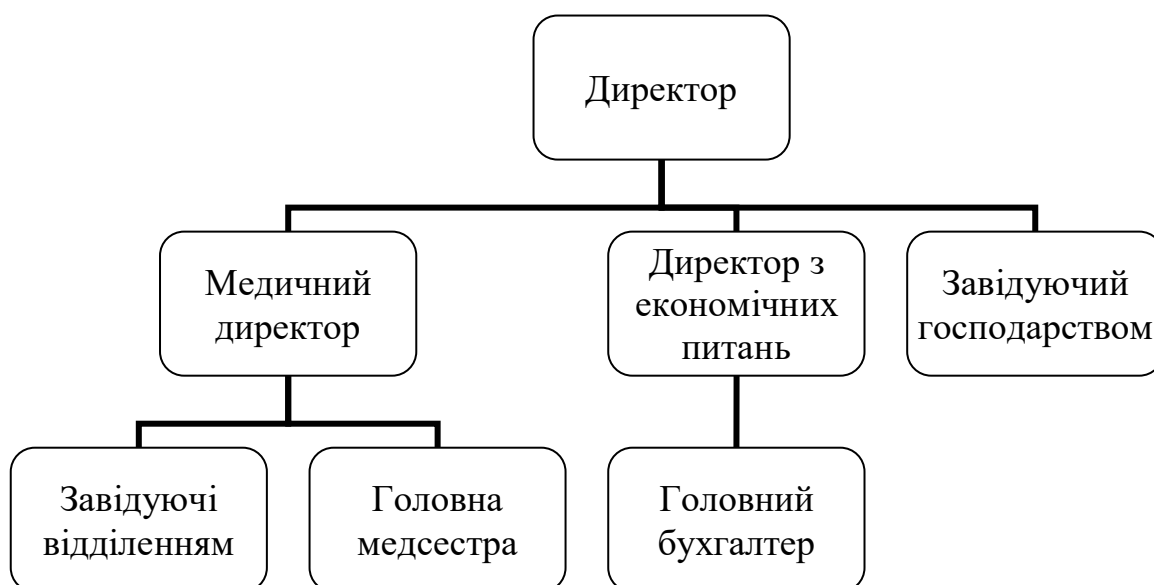 Директор
Медичний
директор
Директор з
економічних
питань
Завідуючий
господарством
Завідуючі
відділенням
Головна
медсестра
Головний
бухгалтер